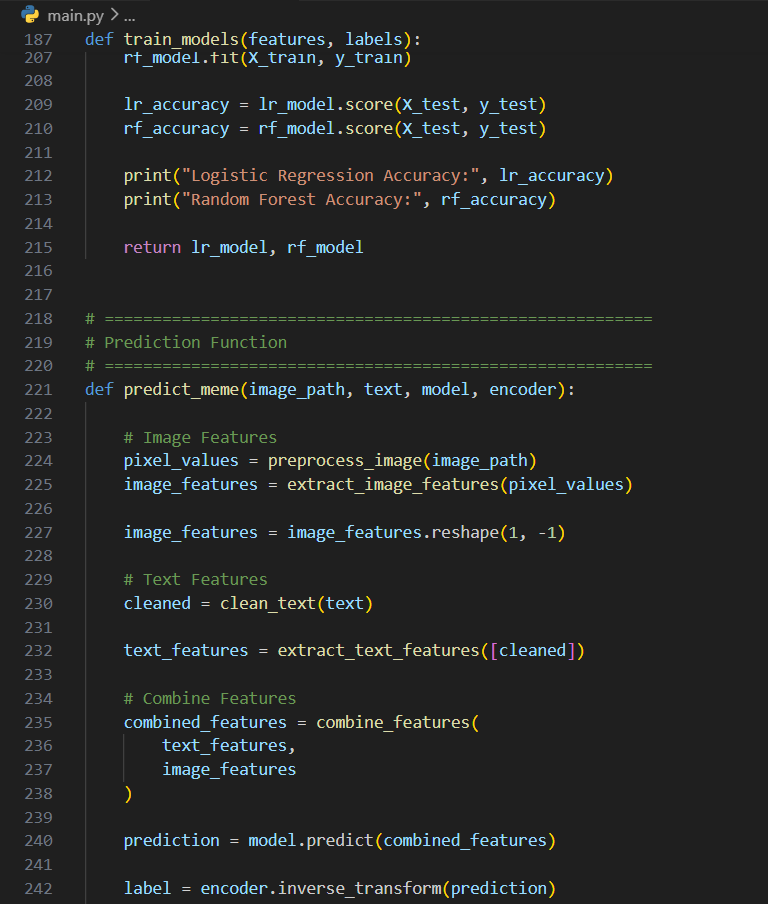 main.py > ...
187 def train_models(features, labels):
207     rf_model.fit(X_train, y_train)
208
209     lr_accuracy = lr_model.score(X_test, y_test)
210     rf_accuracy = rf_model.score(X_test, y_test)
211
212     print("Logistic Regression Accuracy:", lr_accuracy)
213     print("Random Forest Accuracy:", rf_accuracy)
214
215     return lr_model, rf_model
216
217
218 # =========================================================
219 # Prediction Function
220 # =========================================================
221 def predict_meme(image_path, text, model, encoder):
222
223     # Image Features
224     pixel_values = preprocess_image(image_path)
225     image_features = extract_image_features(pixel_values)
226
227     image_features = image_features.reshape(1, -1)
228
229     # Text Features
230     cleaned = clean_text(text)
231
232     text_features = extract_text_features([cleaned])
233
234     # Combine Features
235     combined_features = combine_features(
236         text_features,
237         image_features
238     )
239
240     prediction = model.predict(combined_features)
241
242     label = encoder.inverse_transform(prediction)